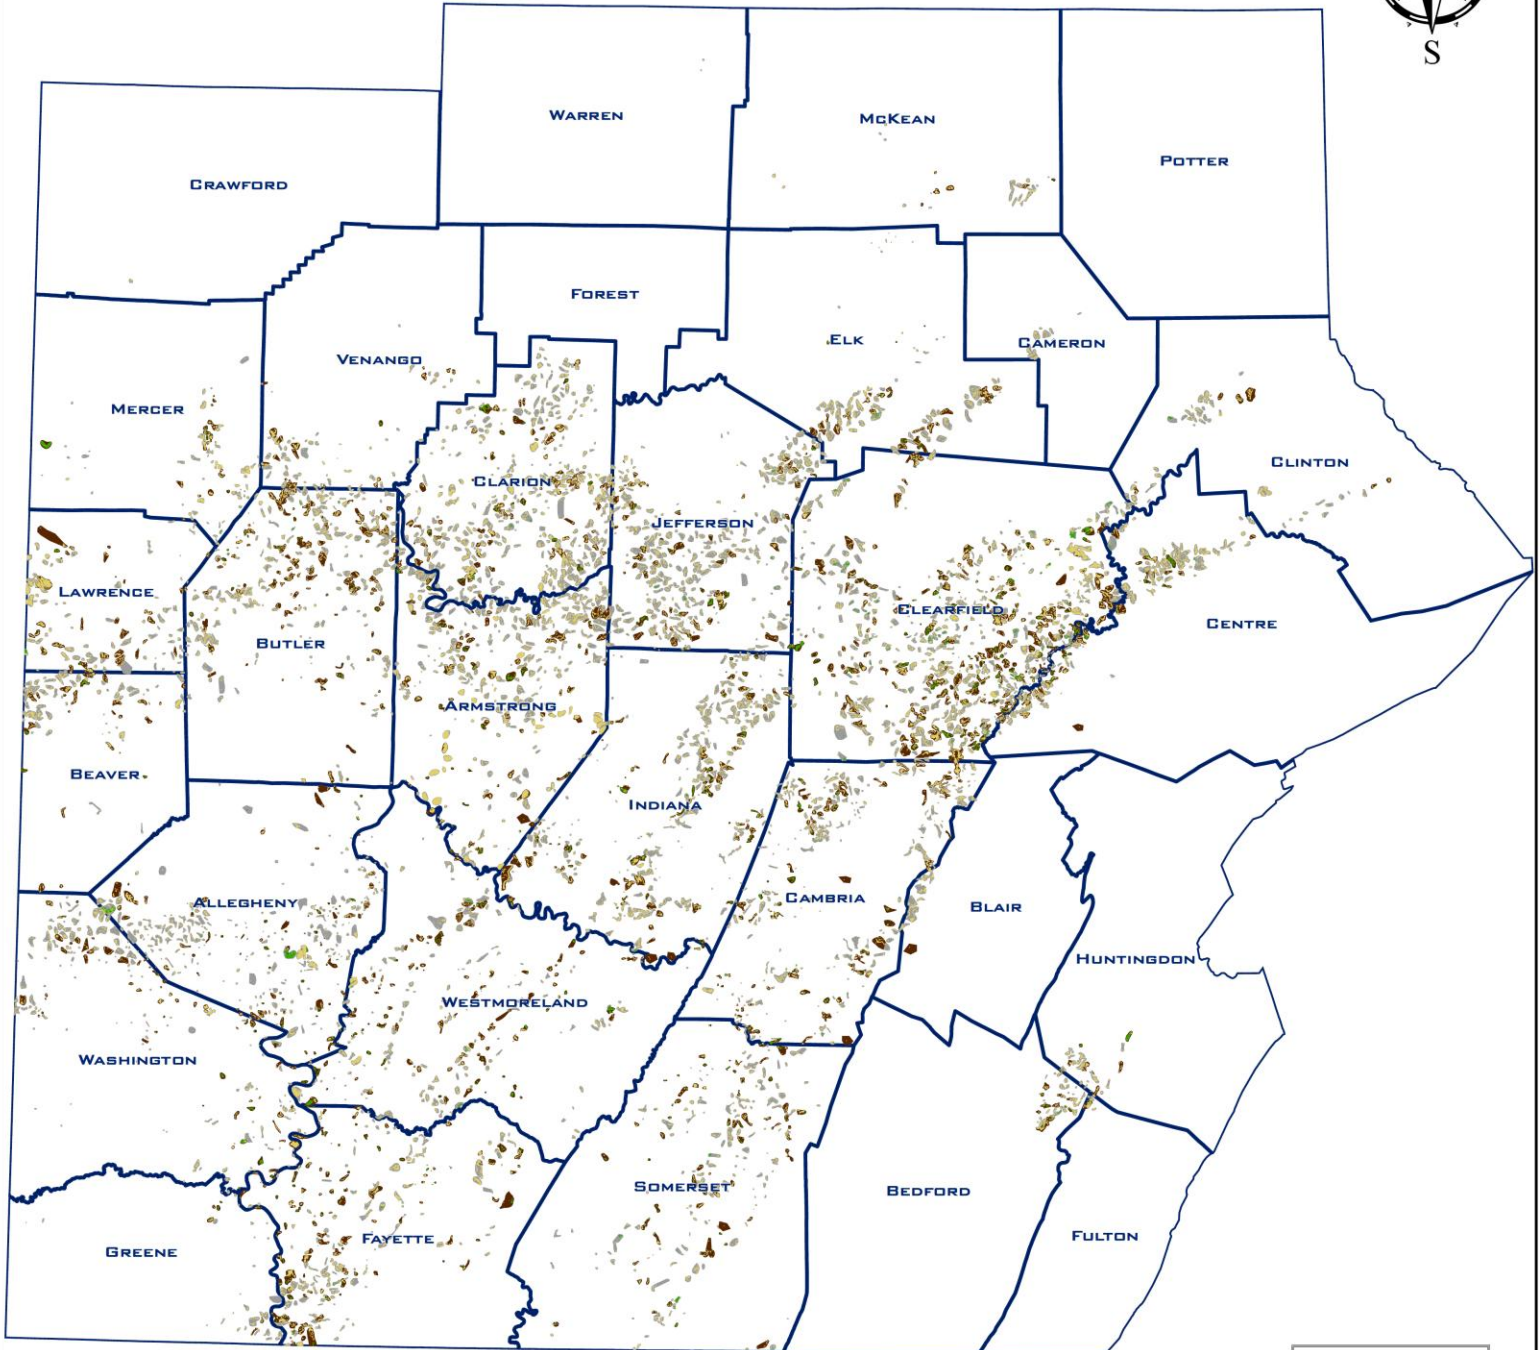 S
WARREN
McKEAN
POTTER
CRAWFORD
FOREST
ELK
CAMERON
VENANGO
MERCER
CLINTON
CLARION
JEFFERSON
LAWRENCE
CLEARFIELD
CENTRE
BUTLER
ARMSTRONG
BEAVER
INDIANA
ALLEGHENY
CAMBRIA
BLAIR
HUNTINGDON
WESTMORELAND
WASHINGTON
SOMERSET
BEDFORD
FAYETTE
FULTON
GREENE